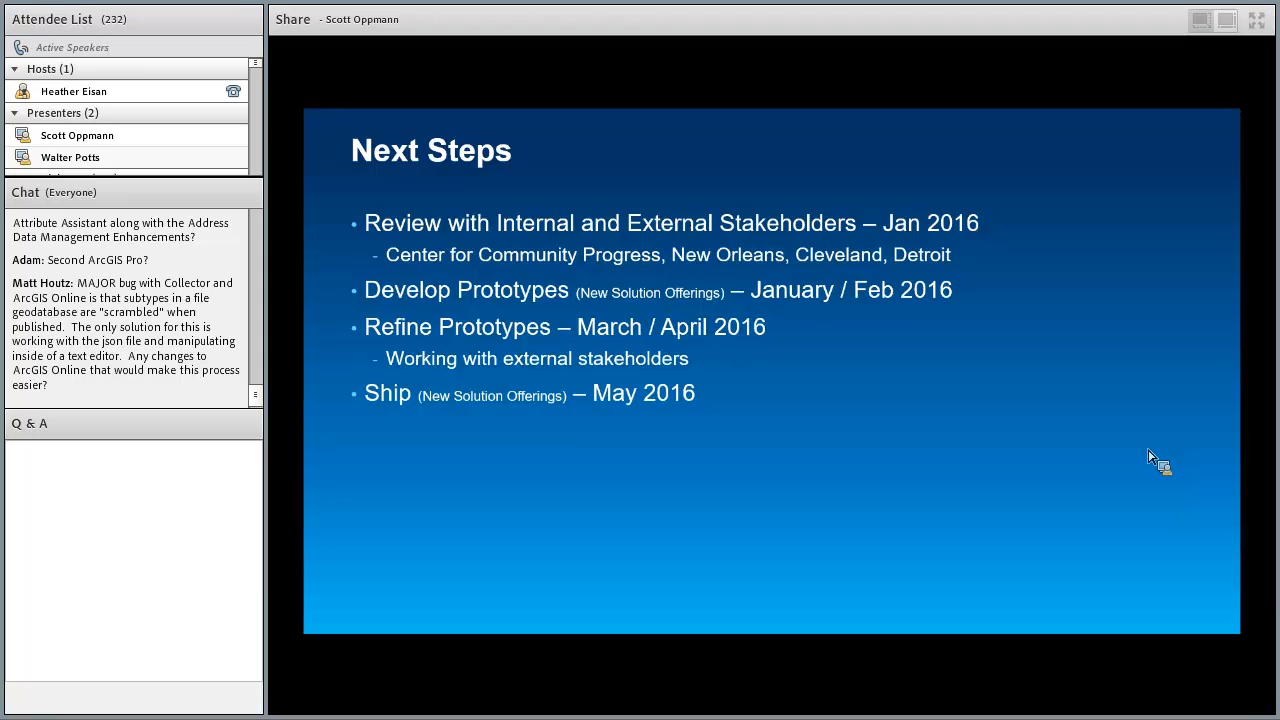 Attendee List (232)
Active Speakers
Hosts (1)
Heather Eisan
Presenters (2)
Scott Oppmann
Walter Potts
Chat (Everyone)
Attribute Assistant along with the Address
Data Management Enhancements?
Adam: Second ArcGIS Pro?
Matt Houtz: MAJOR bug with Collector and
ArcGIS Online is that subtypes in a file
geodatabase are "scrambled" when
published. The only solution for this is
working with the json file and manipulating
inside of a text editor. Any changes to
ArcGIS Online that would make this process
easier?
Q & A
Share - Scott Oppmann
Next Steps
• Review with Internal and External Stakeholders – Jan 2016
- Center for Community Progress, New Orleans, Cleveland, Detroit
• Develop Prototypes (New Solution Offerings) – January / Feb 2016
• Refine Prototypes – March / April 2016
- Working with external stakeholders
• Ship (New Solution Offerings) – May 2016